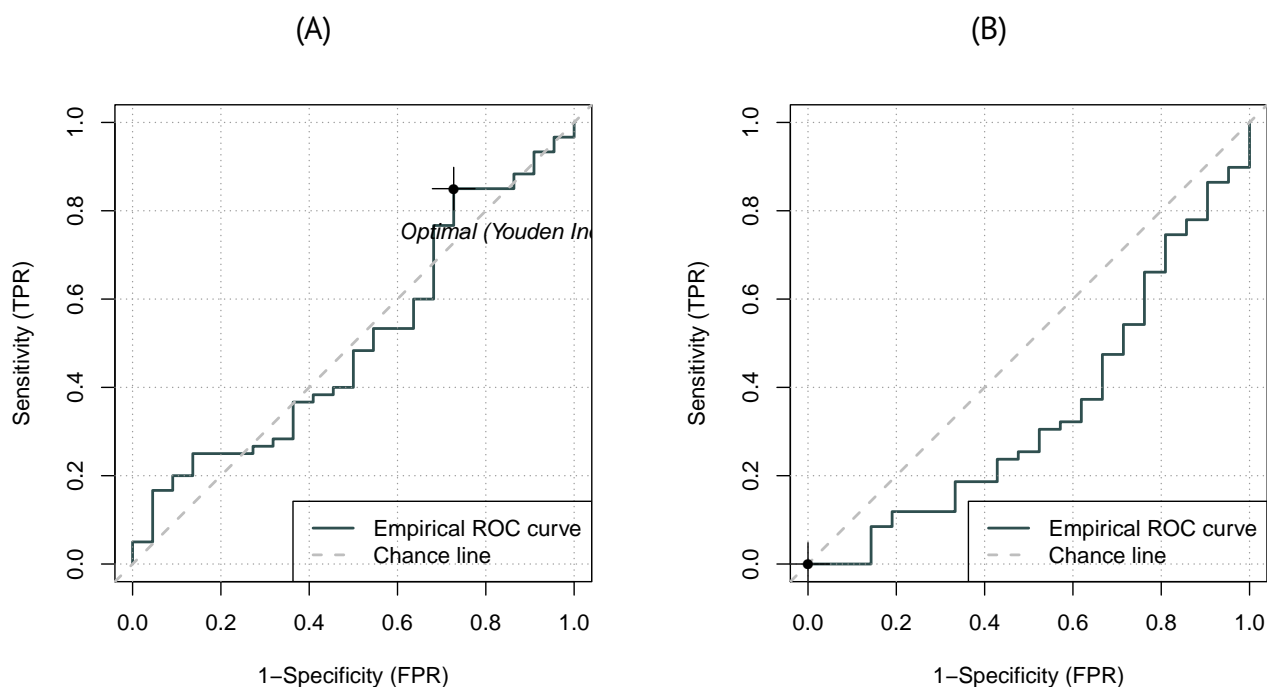 (A)
1.0
0.8
0.6
0.4
0.2
0.0
Sensitivity (TPR)
Optimal (Youden In
Empirical ROC curve
Chance line
0.0 0.2 0.4 0.6 0.8 1.0
1−Specificity (FPR)
(B)
1.0
0.8
0.6
0.4
0.2
0.0
Sensitivity (TPR)
Empirical ROC curve
Chance line
0.0 0.2 0.4 0.6 0.8 1.0
1−Specificity (FPR)